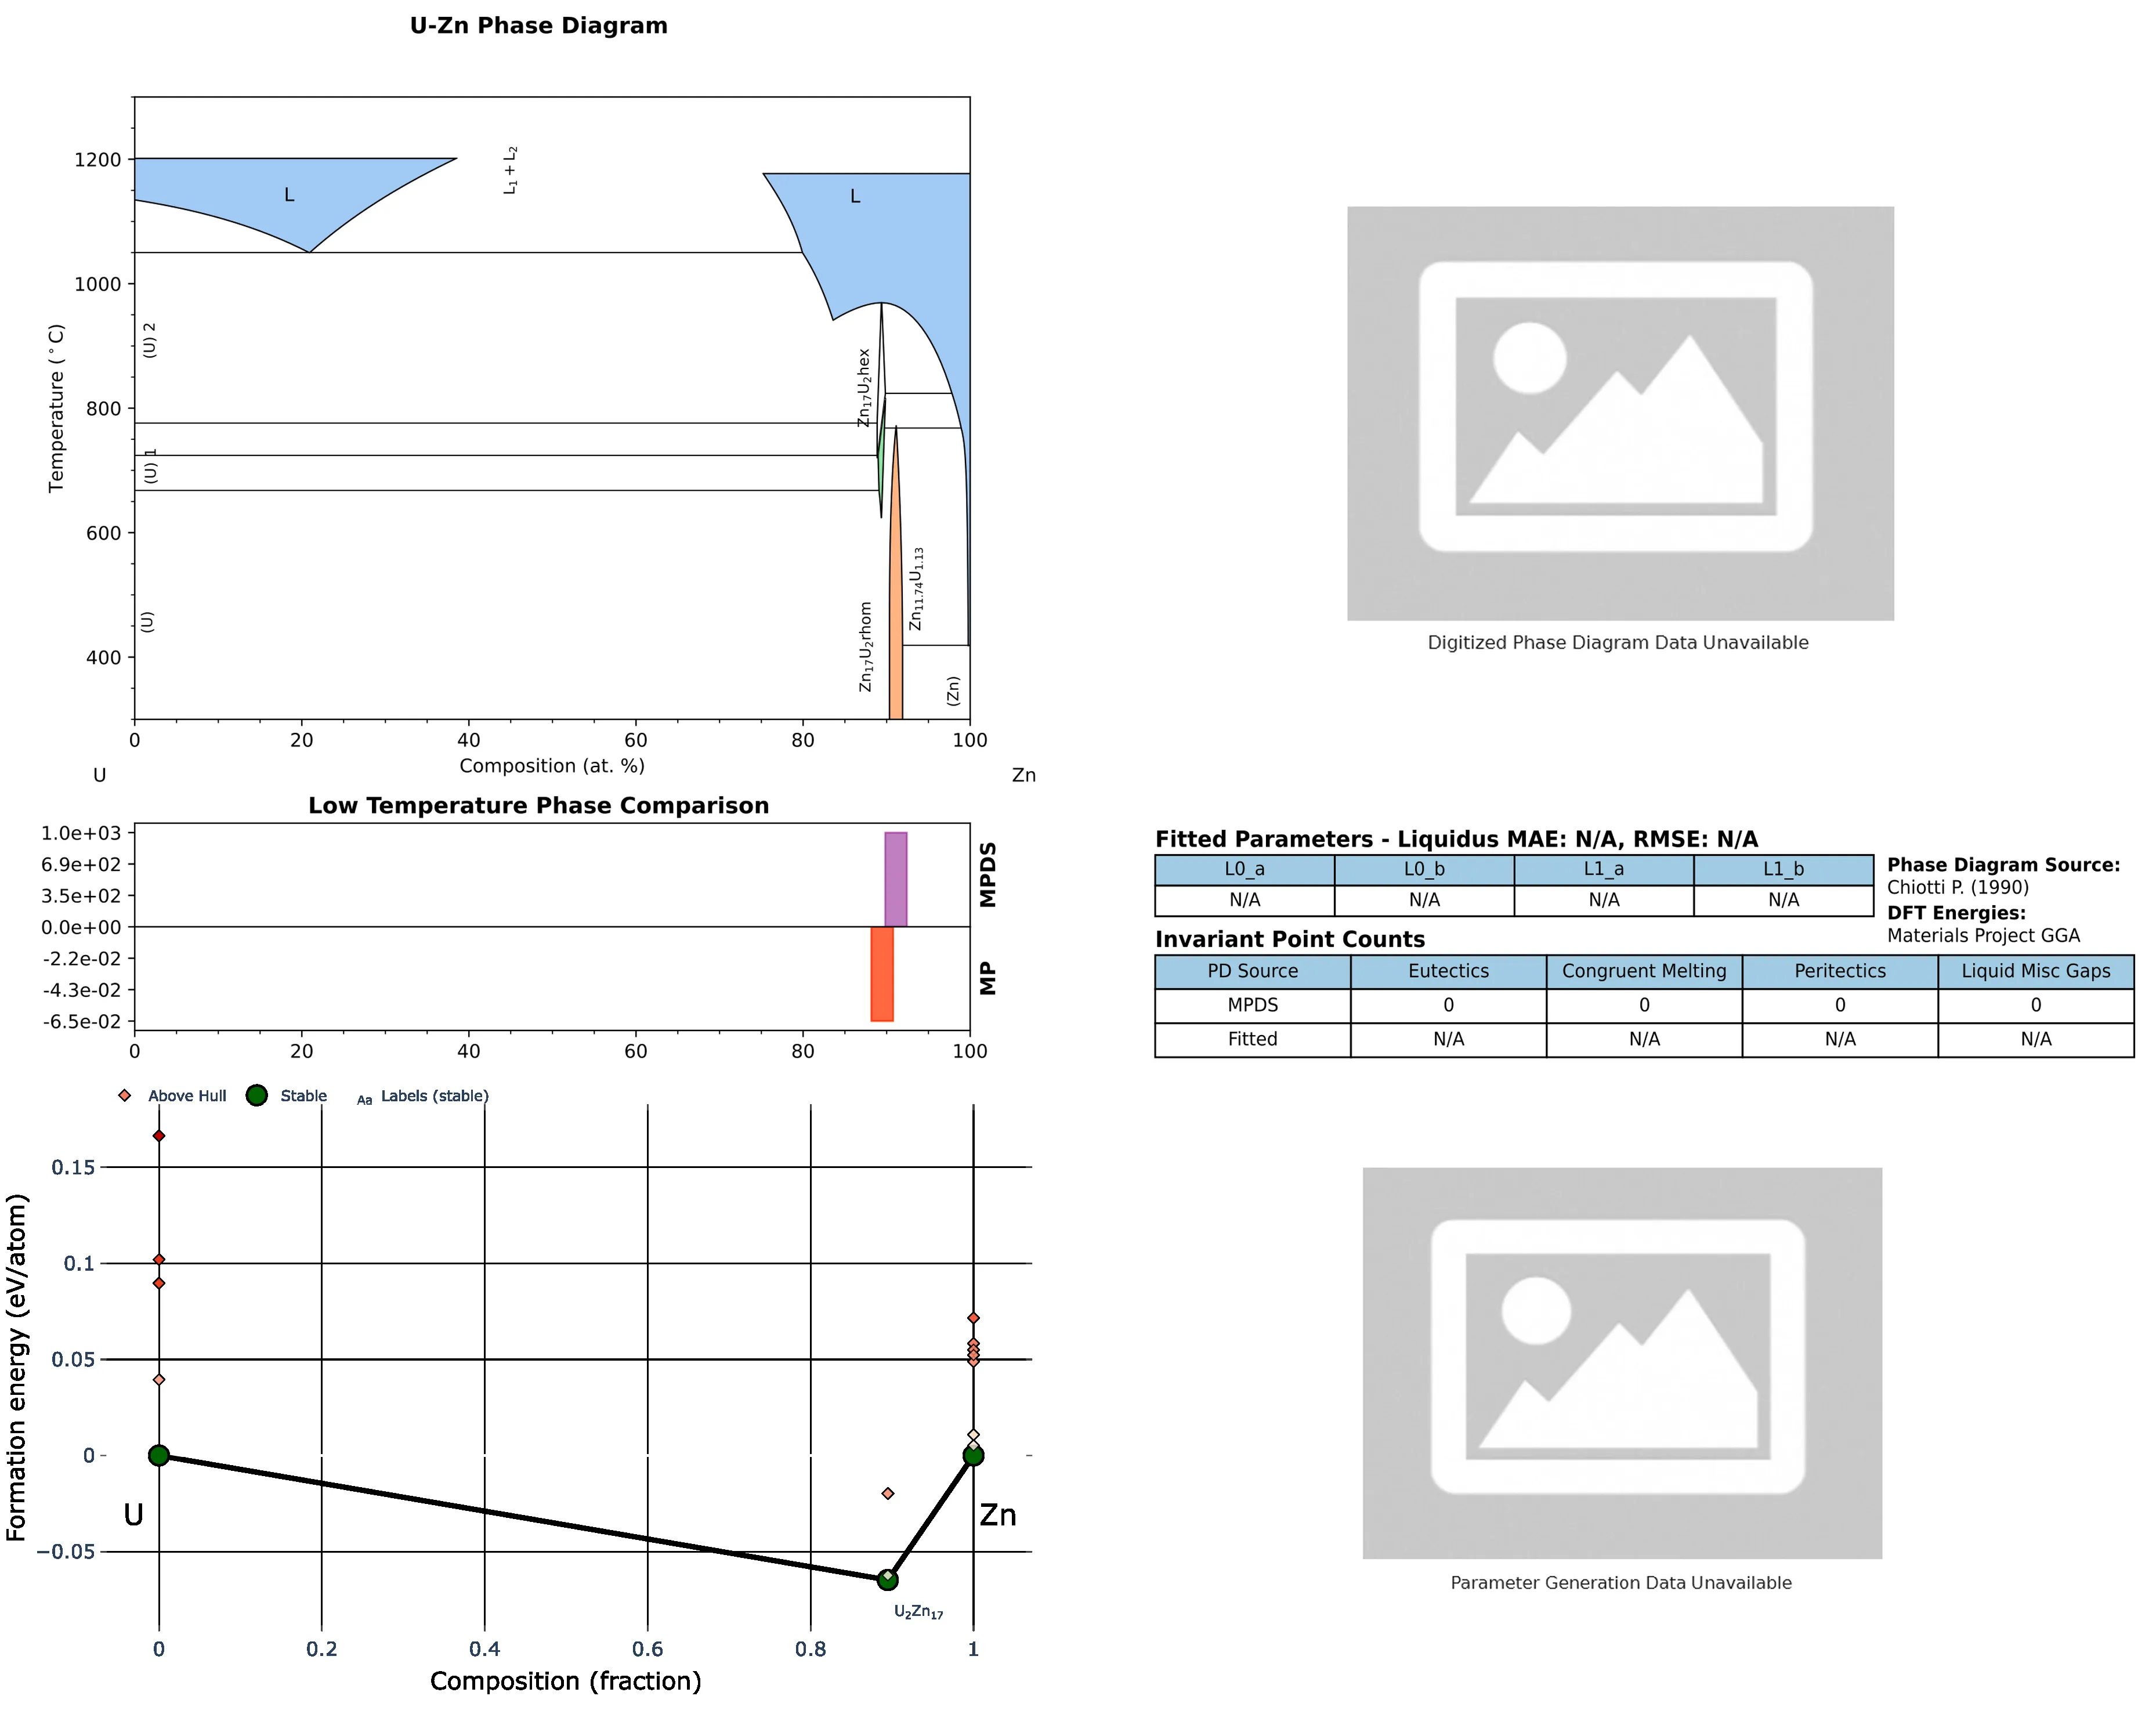 U-Zn Phase Diagram
1200
1000
800
600
400
Temperature (°C)
L
L₁ + L₂
L
(U) 2
(U) 1
(U)
Zn₁₇U₂hex
Zn₁₇U₂rhom
Zn₁₁.₇₄U₁.₁₃
(Zn)
0 20 40 60 80 100
Composition (at. %)
U Zn
Digitized Phase Diagram Data Unavailable
Low Temperature Phase Comparison
1.0e+03
6.9e+02
3.5e+02
0.0e+00
-2.2e-02
-4.3e-02
-6.5e-02
MPDS
MP
0 20 40 60 80 100
Fitted Parameters - Liquidus MAE: N/A, RMSE: N/A
L0_a L0_b L1_a L1_b
N/A N/A N/A N/A
Phase Diagram Source:
Chiotti P. (1990)
DFT Energies:
Materials Project GGA
Invariant Point Counts
PD Source Eutectics Congruent Melting Peritectics Liquid Misc Gaps
MPDS 0 0 0 0
Fitted N/A N/A N/A N/A
Above Hull Stable Aa Labels (stable)
0.15
0.1
0.05
0
−0.05
Formation energy (eV/atom)
U
Zn
U₂Zn₁₇
0 0.2 0.4 0.6 0.8 1
Composition (fraction)
Parameter Generation Data Unavailable